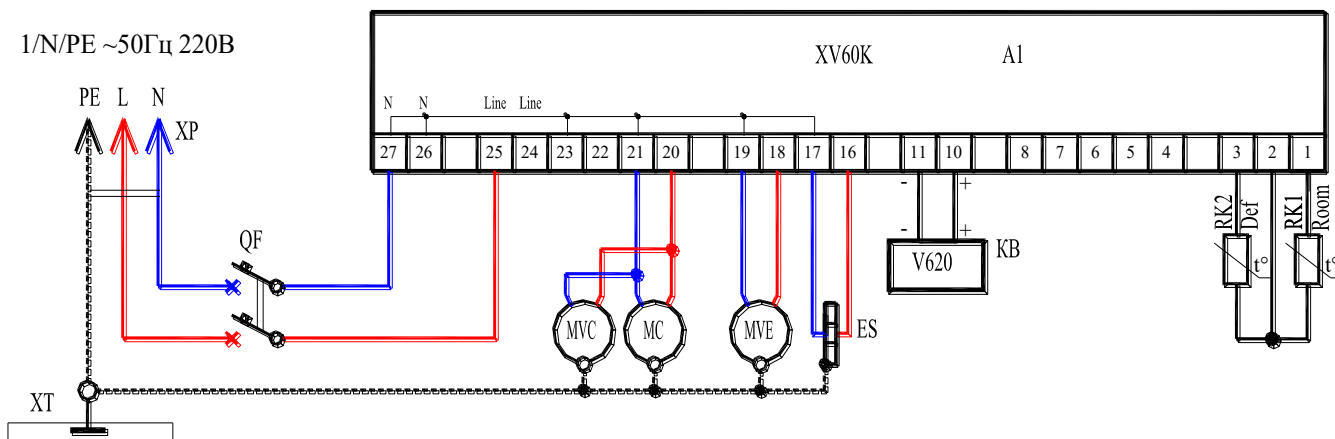 XV60K A1
1/N/PE ~50Гц 220В
PE L N
XP
N N Line Line
27 26 25 24 23 22 21 20 19 18 17 16 11 10 8 7 6 5 4 3 2 1
- +
- +
V620
KB
RK2
Def
RK1
Room
t°
t°
QF
MVC MC MVE ES
XT